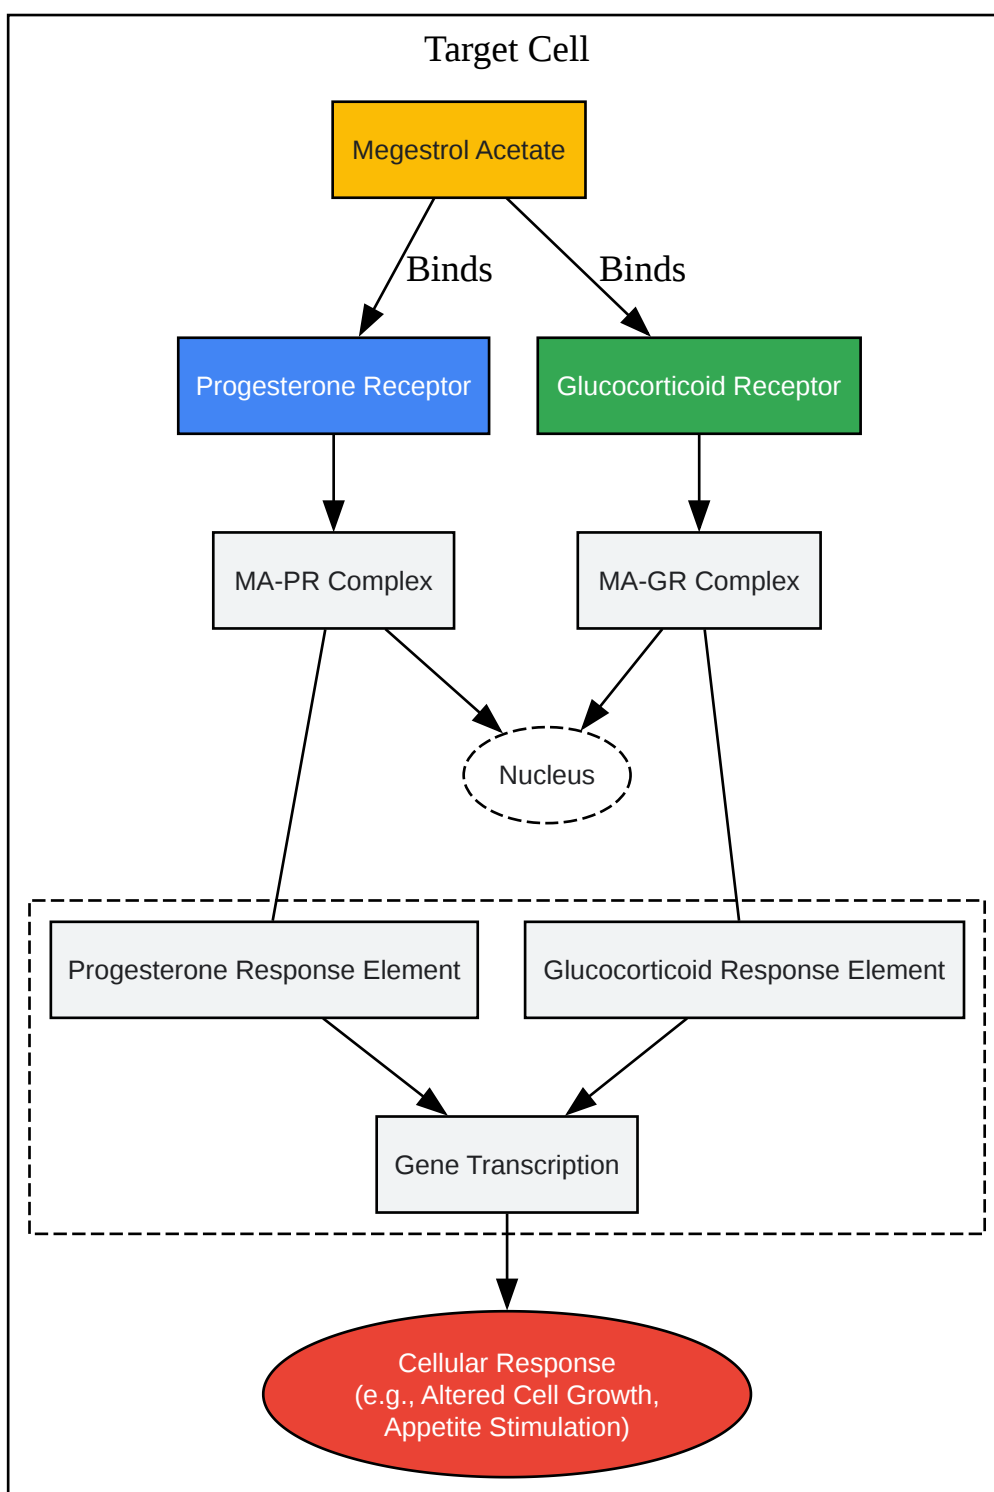 Target Cell
Megestrol Acetate
Binds
Binds
Progesterone Receptor
Glucocorticoid Receptor
MA-PR Complex
MA-GR Complex
Nucleus
Progesterone Response Element
Glucocorticoid Response Element
Gene Transcription
Cellular Response
(e.g., Altered Cell Growth,
Appetite Stimulation)